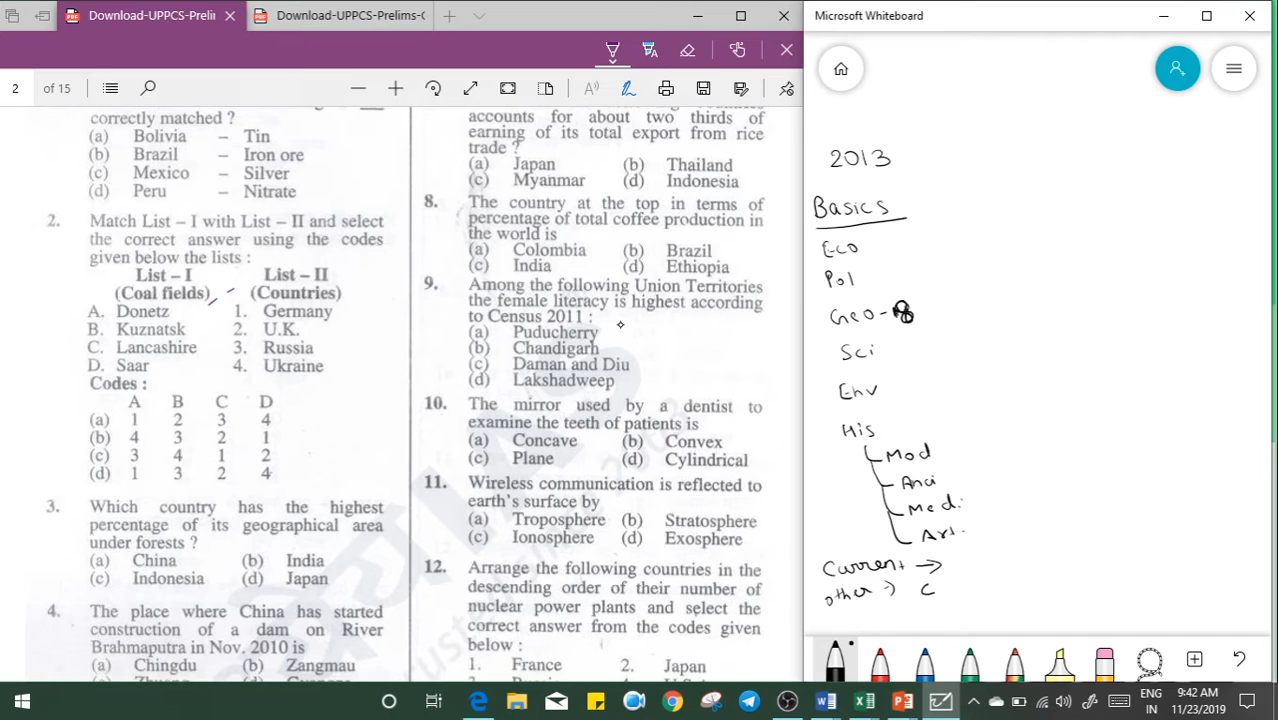 Download-UPPCS-Prelin
Download-UPPCS-Prelims-G
Microsoft Whiteboard
2 of 15
correctly matched ?
(a) Bolivia – Tin
(b) Brazil – Iron ore
(c) Mexico – Silver
(d) Peru – Nitrate
2. Match List – I with List – II and select
the correct answer using the codes
given below the lists :
List – I List – II
(Coal fields) (Countries)
A. Donetz 1. Germany
B. Kuznatsk 2. U.K.
C. Lancashire 3. Russia
D. Saar 4. Ukraine
Codes :
A B C D
(a) 1 2 3 4
(b) 4 3 2 1
(c) 3 4 1 2
(d) 1 3 2 4
3. Which country has the highest
percentage of its geographical area
under forests ?
(a) China (b) India
(c) Indonesia (d) Japan
4. The place where China has started
construction of a dam on River
Brahmaputra in Nov. 2010 is
(a) Chingdu (b) Zangmau
accounts for about two thirds of
earning of its total export from rice
trade ?
(a) Japan (b) Thailand
(c) Myanmar (d) Indonesia
8. The country at the top in terms of
percentage of total coffee production in
the world is
(a) Colombia (b) Brazil
(c) India (d) Ethiopia
9. Among the following Union Territories
the female literacy is highest according
to Census 2011 :
(a) Puducherry
(b) Chandigarh
(c) Daman and Diu
(d) Lakshadweep
10. The mirror used by a dentist to
examine the teeth of patients is
(a) Concave (b) Convex
(c) Plane (d) Cylindrical
11. Wireless communication is reflected to
earth's surface by
(a) Troposphere (b) Stratosphere
(c) Ionosphere (d) Exosphere
12. Arrange the following countries in the
descending order of their number of
nuclear power plants and select the
correct answer from the codes given
below :
1. France 2. Japan
2013
Basics
Eco
Pol
Geo - 8
Sci
Env
His
Mod
Anci
Medi
Art.
Current →
other → C
ENG
IN
9:42 AM
11/23/2019